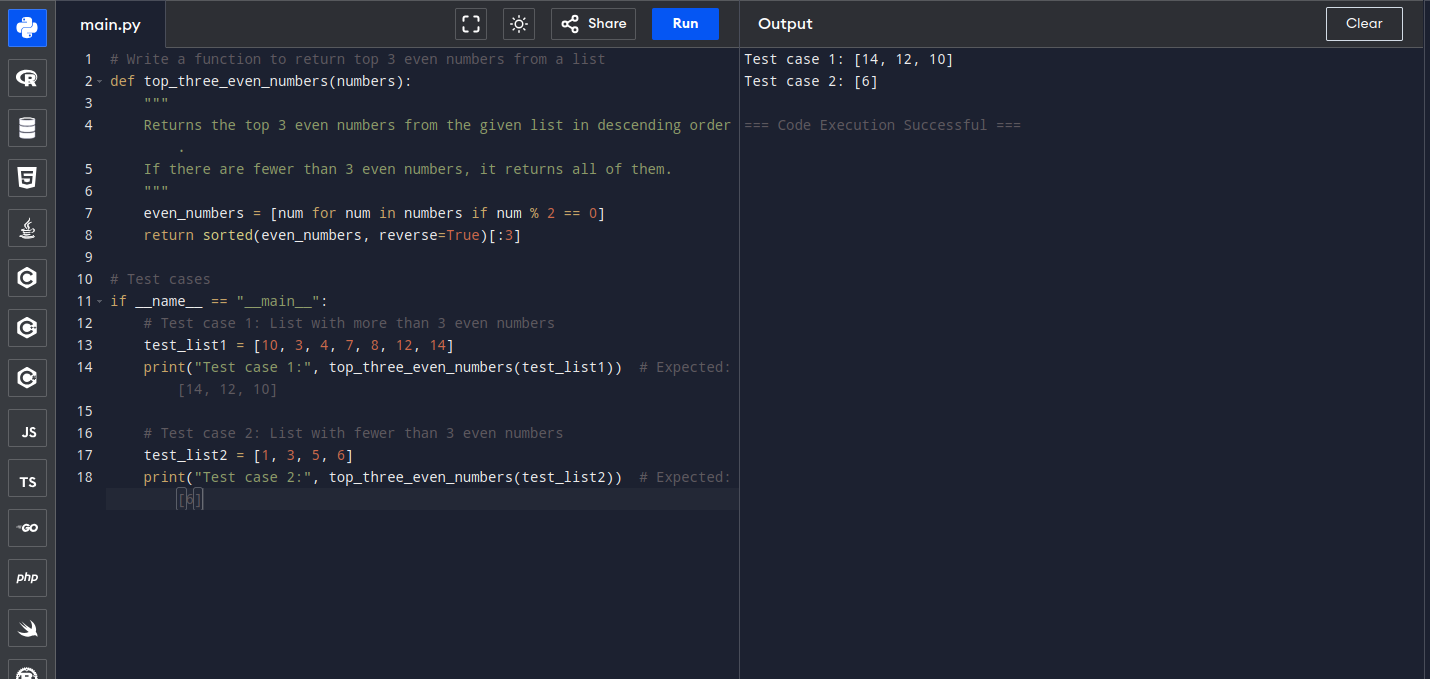 main.py
Share
Run
Output
Clear
1 # Write a function to return top 3 even numbers from a list
2 def top_three_even_numbers(numbers):
3     """
4     Returns the top 3 even numbers from the given list in descending order
        .
5     If there are fewer than 3 even numbers, it returns all of them.
6     """
7     even_numbers = [num for num in numbers if num % 2 == 0]
8     return sorted(even_numbers, reverse=True)[:3]
9
10 # Test cases
11 if __name__ == "__main__":
12     # Test case 1: List with more than 3 even numbers
13     test_list1 = [10, 3, 4, 7, 8, 12, 14]
14     print("Test case 1:", top_three_even_numbers(test_list1))  # Expected:
        [14, 12, 10]
15
16     # Test case 2: List with fewer than 3 even numbers
17     test_list2 = [1, 3, 5, 6]
18     print("Test case 2:", top_three_even_numbers(test_list2))  # Expected:
        [6]
Test case 1: [14, 12, 10]
Test case 2: [6]
=== Code Execution Successful ===
R
5
C
C
C
JS
TS
GO
php
R